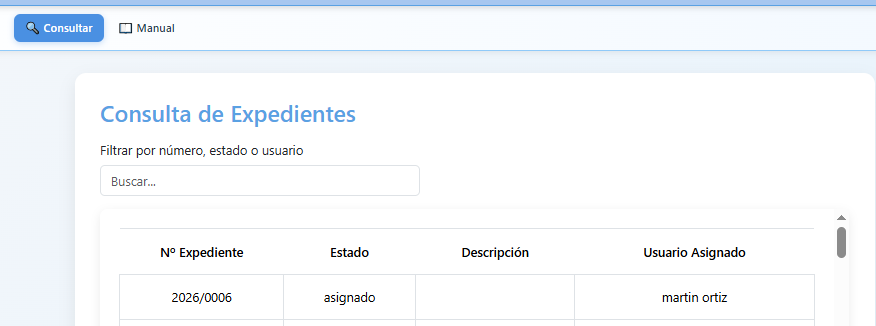 Consultar Manual
Consulta de Expedientes
Filtrar por número, estado o usuario
Buscar...
Nº Expediente Estado Descripción Usuario Asignado
2026/0006 asignado martin ortiz